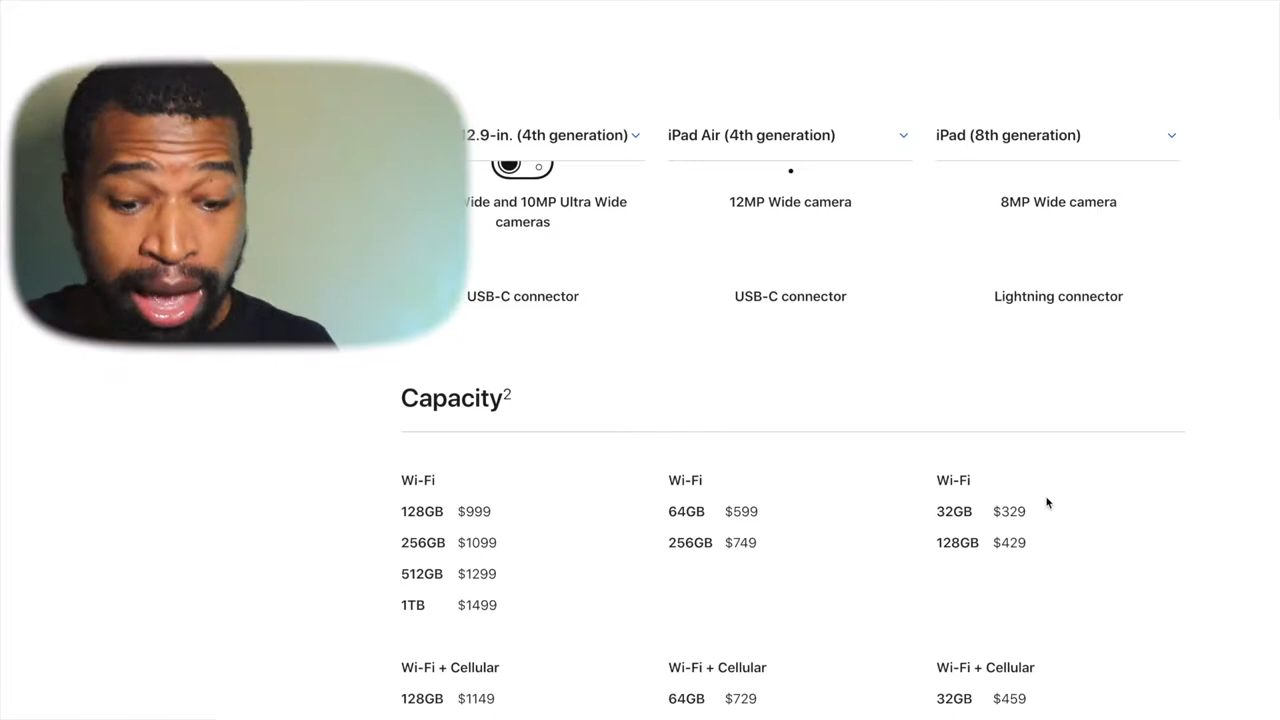 2.9-in. (4th generation) iPad Air (4th generation) iPad (8th generation)
Wide and 10MP Ultra Wide 12MP Wide camera 8MP Wide camera
cameras
USB-C connector USB-C connector Lightning connector
Capacity2
Wi-Fi Wi-Fi Wi-Fi
128GB $999 64GB $599 32GB $329
256GB $1099 256GB $749 128GB $429
512GB $1299
1TB $1499
Wi-Fi + Cellular Wi-Fi + Cellular Wi-Fi + Cellular
128GB $1149 64GB $729 32GB $459